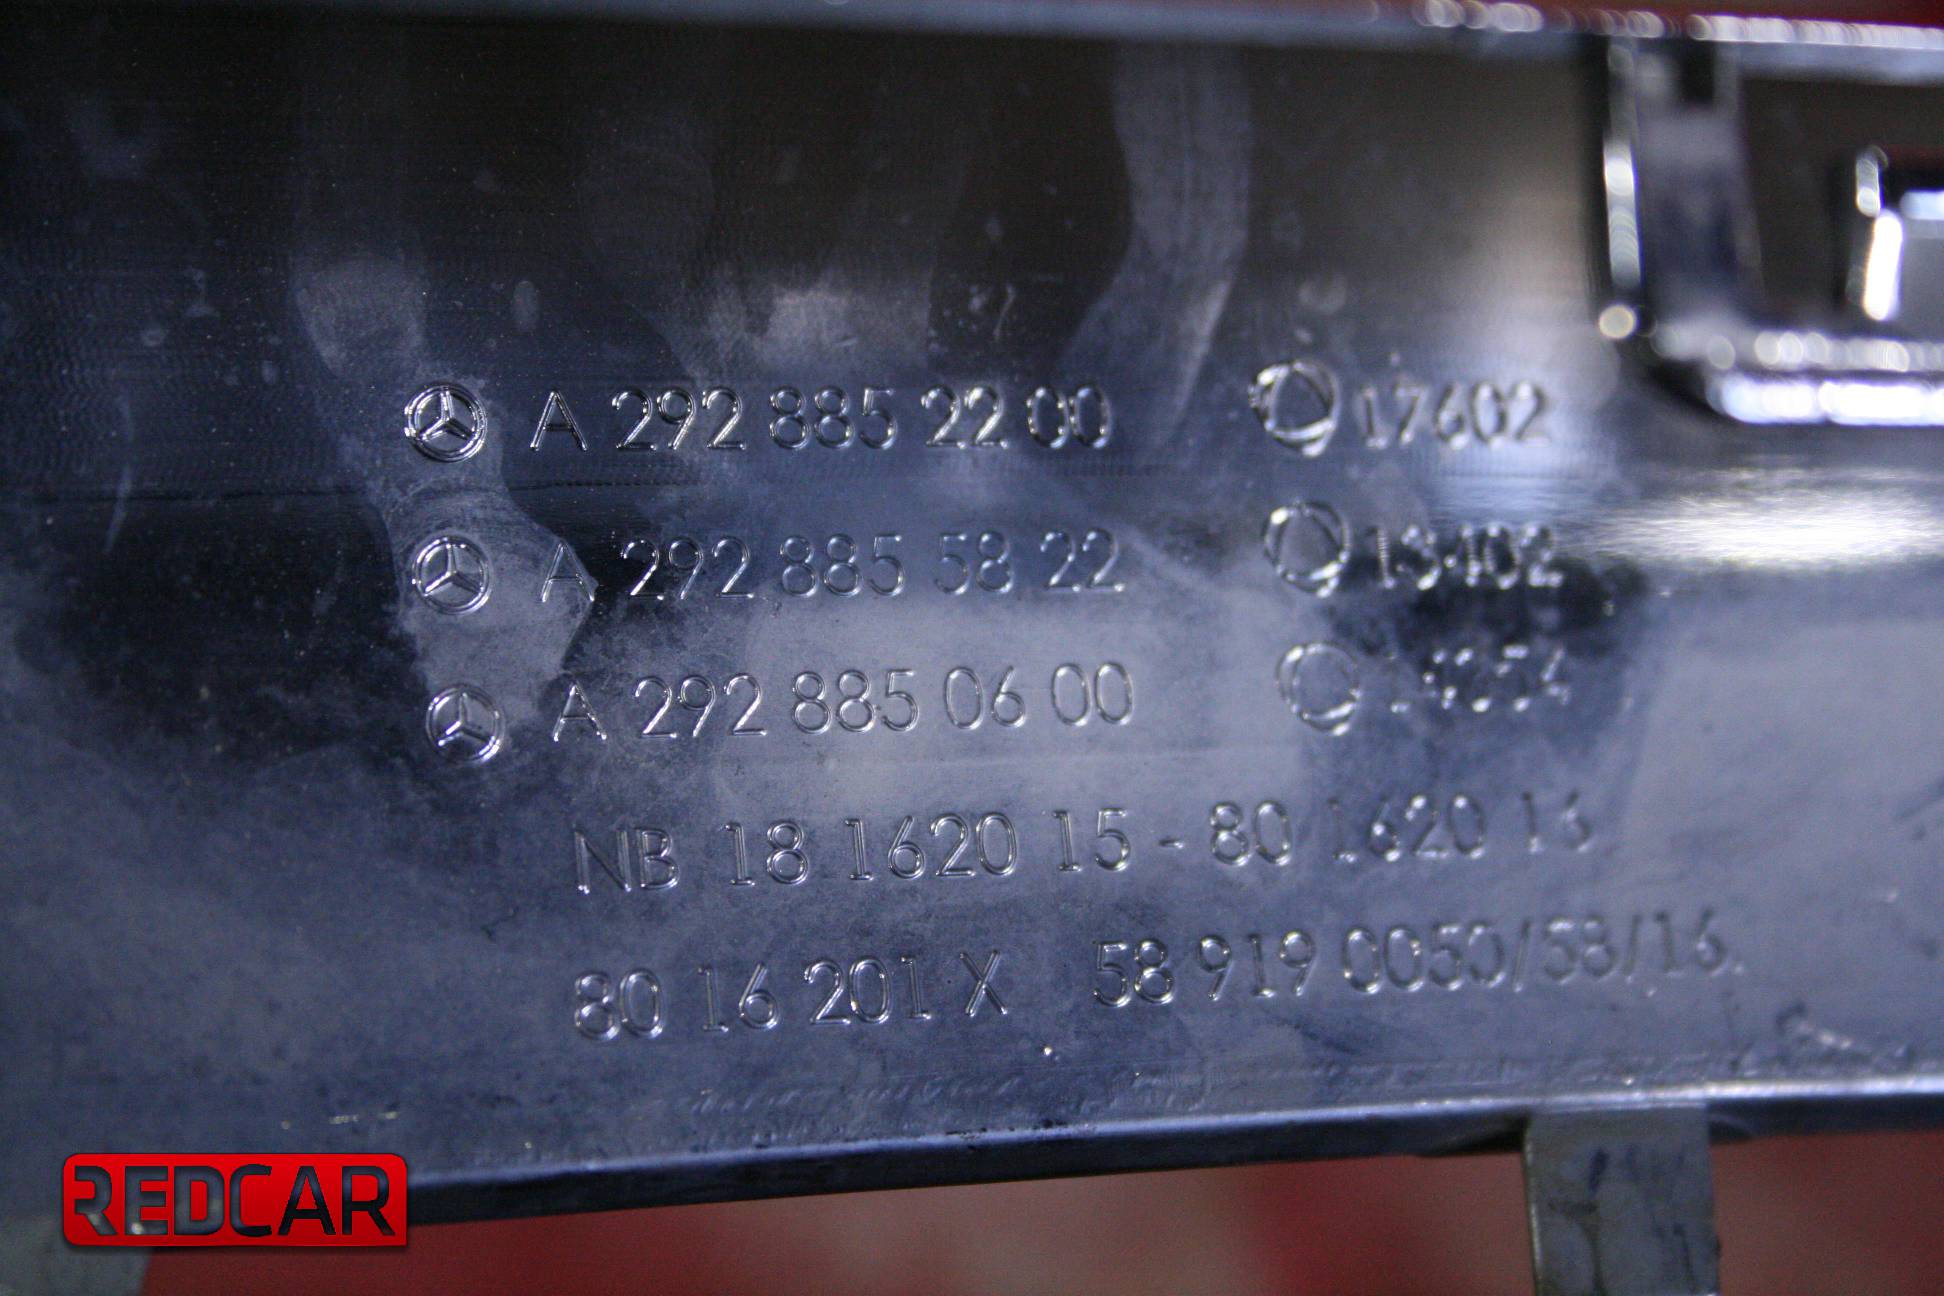 A 292 885 22 00 17602
A 292 885 58 22 13402
A 292 885 06 00
NB 18 1620 15 - 80 1620 16
80 16 201 X 58 919 0050/58/16
REDCAR